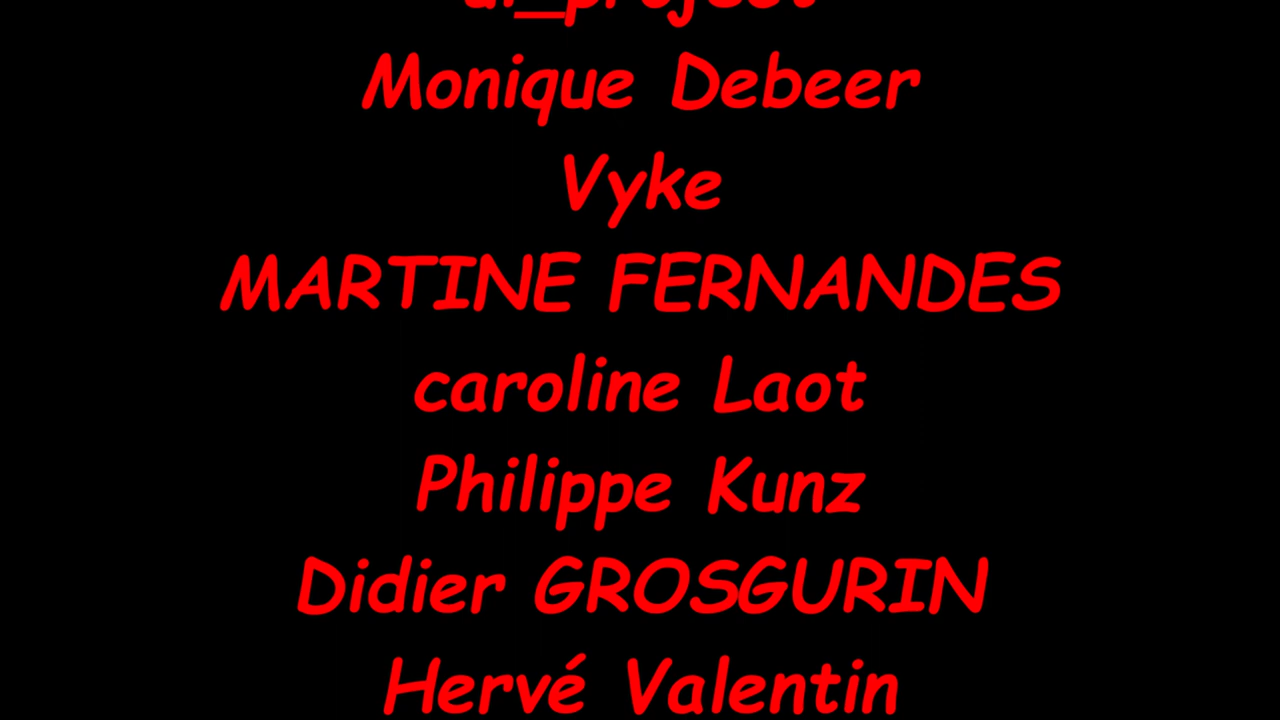 Monique Debeer
Vyke
MARTINE FERNANDES
caroline Laot
Philippe Kunz
Didier GROSGURIN
Hervé Valentin